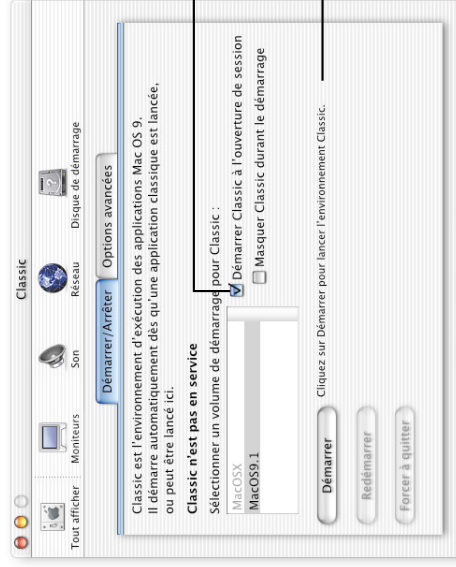 Classic
Tout afficher
Moniteurs
Son
Réseau
Disque de démarrage
Démarrer/Arrêter
Options avancées
Classic est l'environnement d'exécution des applications Mac OS 9.
Il démarre automatiquement dès qu'une application classique est lancée,
ou peut être lancé ici.
Classic n'est pas en service
Sélectionner un volume de démarrage pour Classic :
MacOSX
MacOS9.1
Démarrer Classic à l'ouverture de session
Masquer Classic durant le démarrage
Démarrer
Cliquez sur Démarrer pour lancer l'environnement Classic.
Redémarrer
Forcer à quitter